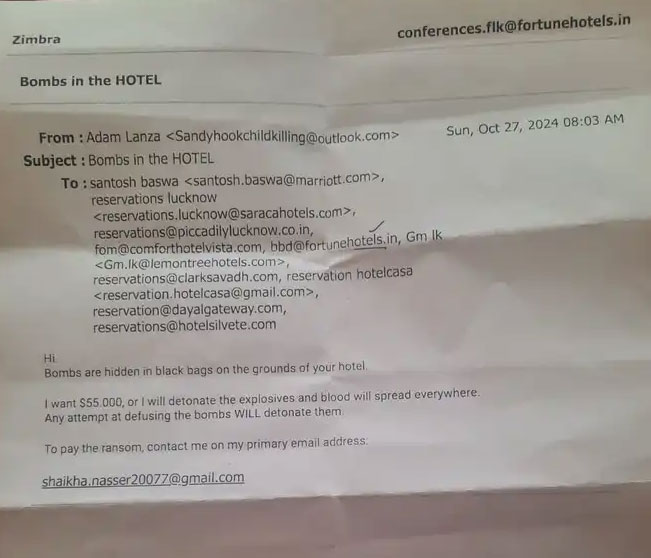 Zimbra
conferences.flk@fortunehotels.in
Bombs in the HOTEL
From : Adam Lanza <Sandyhookchildkilling@outlook.com>
Sun, Oct 27, 2024 08:03 AM
Subject : Bombs in the HOTEL
To : santosh baswa <santosh.baswa@marriott.com>,
reservations lucknow
<reservations.lucknow@saracahotels.com>,
reservations@piccadilylucknow.co.in,
fom@comforthotelvista.com, bbd@fortunehotels.in, Gm lk
<Gm.lk@lemontreehotels.com>,
reservations@clarksavadh.com, reservation hotelcasa
<reservation.hotelcasa@gmail.com>,
reservation@dayalgateway.com,
reservations@hotelsilvete.com
Hi.
Bombs are hidden in black bags on the grounds of your hotel.
I want $55,000, or I will detonate the explosives and blood will spread everywhere.
Any attempt at defusing the bombs WILL detonate them.
To pay the ransom, contact me on my primary email address:
shaikha.nasser20077@gmail.com